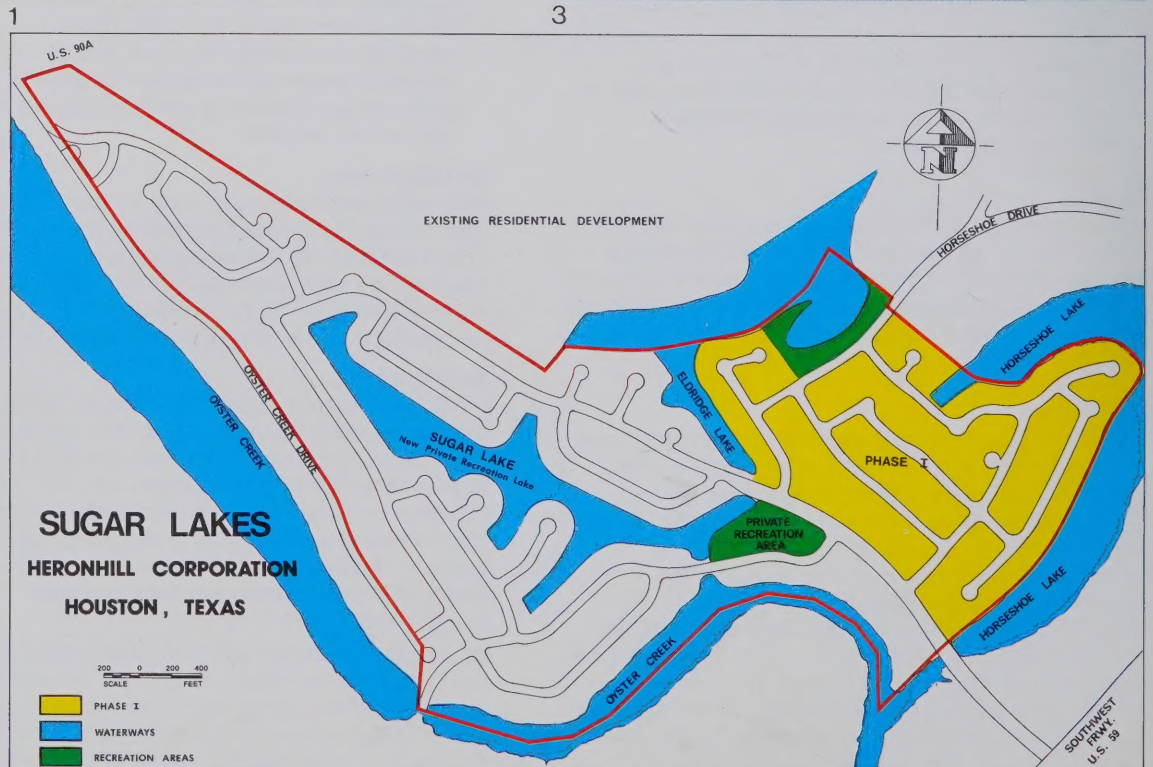 1
3
U.S. 90A
EXISTING RESIDENTIAL DEVELOPMENT
N
HORSESHOE DRIVE
HORSESHOE LAKE
ELDRIDGE LAKE
OYSTER CREEK DRIVE
OYSTER CREEK
SUGAR LAKE
New Private Recreation Lake
PHASE I
PRIVATE
RECREATION
AREA
SUGAR LAKES
HERONHILL CORPORATION
HOUSTON, TEXAS
HORSESHOE LAKE
OYSTER CREEK
200 0 200 400
SCALE FEET
PHASE I
WATERWAYS
RECREATION AREAS
SOUTHWEST
FRWY.
U.S. 59